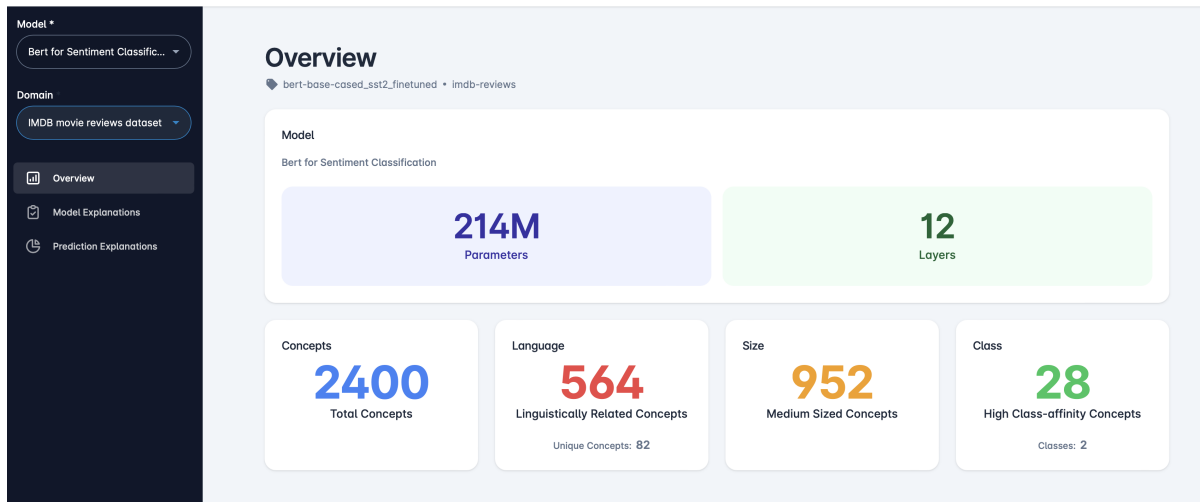 Model *
Bert for Sentiment Classific...
Domain
IMDB movie reviews dataset
Overview
Model Explanations
Prediction Explanations
Overview
bert-base-cased_sst2_finetuned • imdb-reviews
Model
Bert for Sentiment Classification
214M
Parameters
12
Layers
Concepts
2400
Total Concepts
Language
564
Linguistically Related Concepts
Unique Concepts: 82
Size
952
Medium Sized Concepts
Class
28
High Class-affinity Concepts
Classes: 2